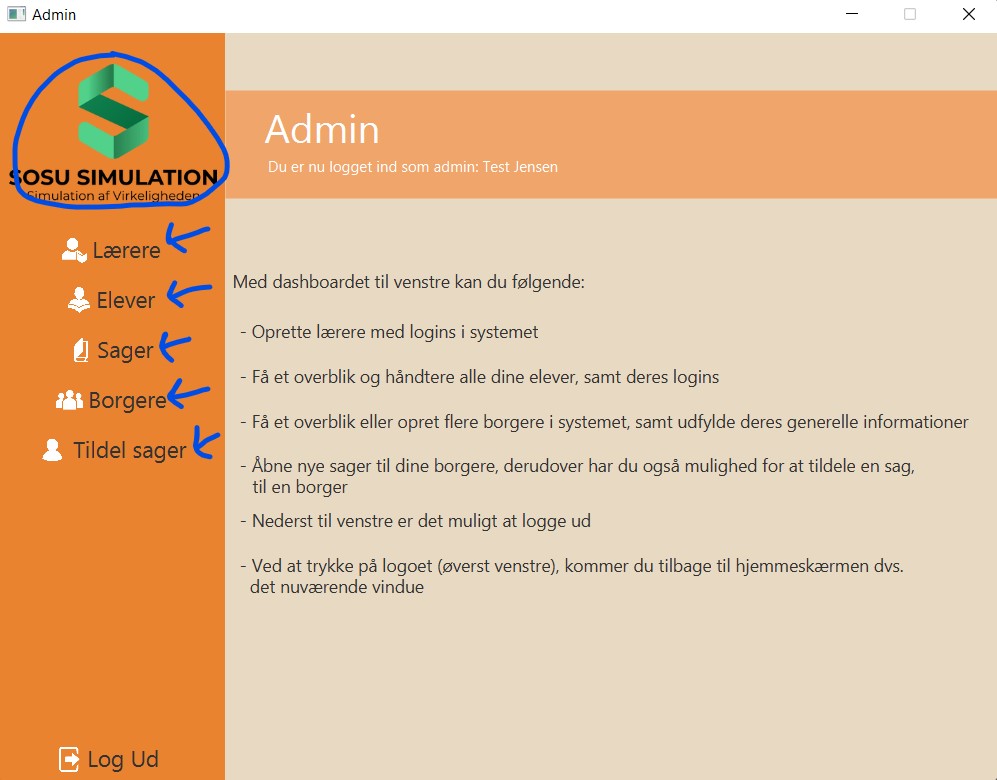 Admin
SOSU SIMULATION
Simulation af Virkeligheden
Lærere
Elever
Sager
Borgere
Tildel sager
Log Ud
Admin
Du er nu logget ind som admin: Test Jensen
Med dashboardet til venstre kan du følgende:
- Oprette lærere med logins i systemet
- Få et overblik og håndtere alle dine elever, samt deres logins
- Få et overblik eller opret flere borgere i systemet, samt udfylde deres generelle informationer
- Åbne nye sager til dine borgere, derudover har du også mulighed for at tildele en sag,
til en borger
- Nederst til venstre er det muligt at logge ud
- Ved at trykke på logoet (øverst venstre), kommer du tilbage til hjemmeskærmen dvs.
det nuværende vindue